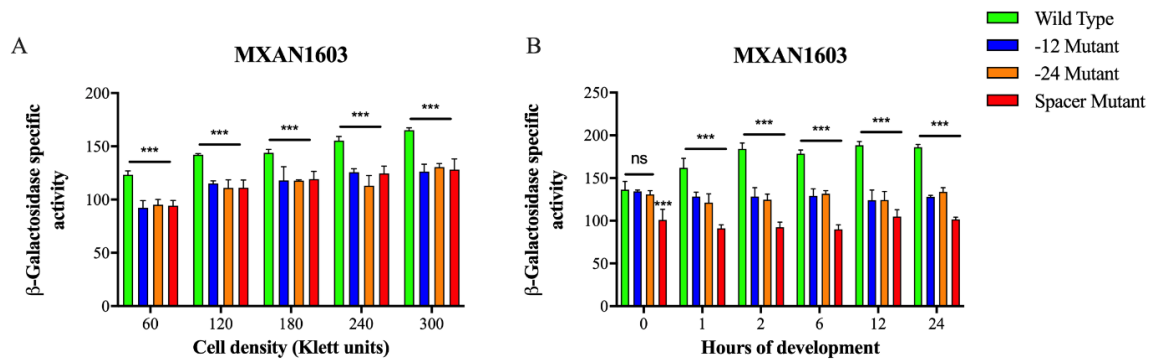 A
MXAN1603
β-Galactosidase specific
activity
200
150
100
50
0
***
***
***
***
***
60 120 180 240 300
Cell density (Klett units)
B
MXAN1603
β-Galactosidase specific
activity
250
200
150
100
50
0
ns
***
***
***
***
***
***
0 1 2 6 12 24
Hours of development
Wild Type
-12 Mutant
-24 Mutant
Spacer Mutant